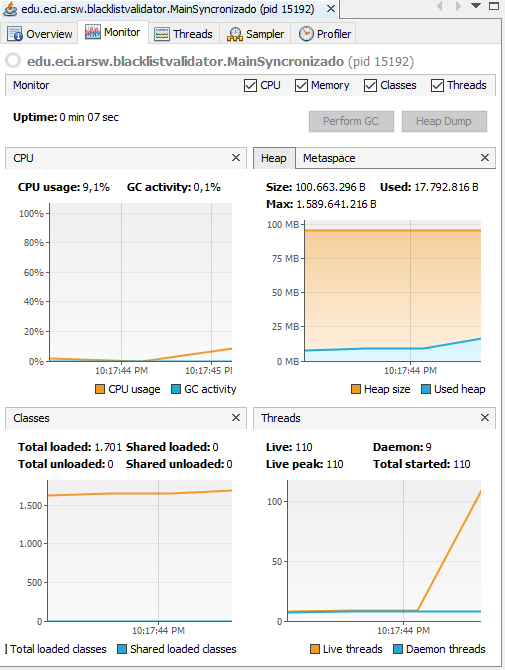 edu.eci.arsw.blacklistvalidator.MainSyncronizado (pid 15192)
Overview Monitor Threads Sampler Profiler
edu.eci.arsw.blacklistvalidator.MainSyncronizado (pid 15192)
Monitor CPU Memory Classes Threads
Uptime: 0 min 07 sec
Perform GC Heap Dump
CPU
CPU usage: 9,1% GC activity: 0,1%
100%
80%
60%
40%
20%
0%
10:17:44 PM 10:17:45 P
CPU usage GC activity
Heap Metaspace
Size: 100.663.296 B Used: 17.792.816 B
Max: 1.589.641.216 B
100 MB
75 MB
50 MB
25 MB
0 MB
10:17:44 PM
Heap size Used heap
Classes
Total loaded: 1.701 Shared loaded: 0
Total unloaded: 0 Shared unloaded: 0
1.500
1.000
500
0
10:17:44 PM
Total loaded classes Shared loaded classes
Threads
Live: 110 Daemon: 9
Live peak: 110 Total started: 110
100
50
0
10:17:44 PM
Live threads Daemon threads